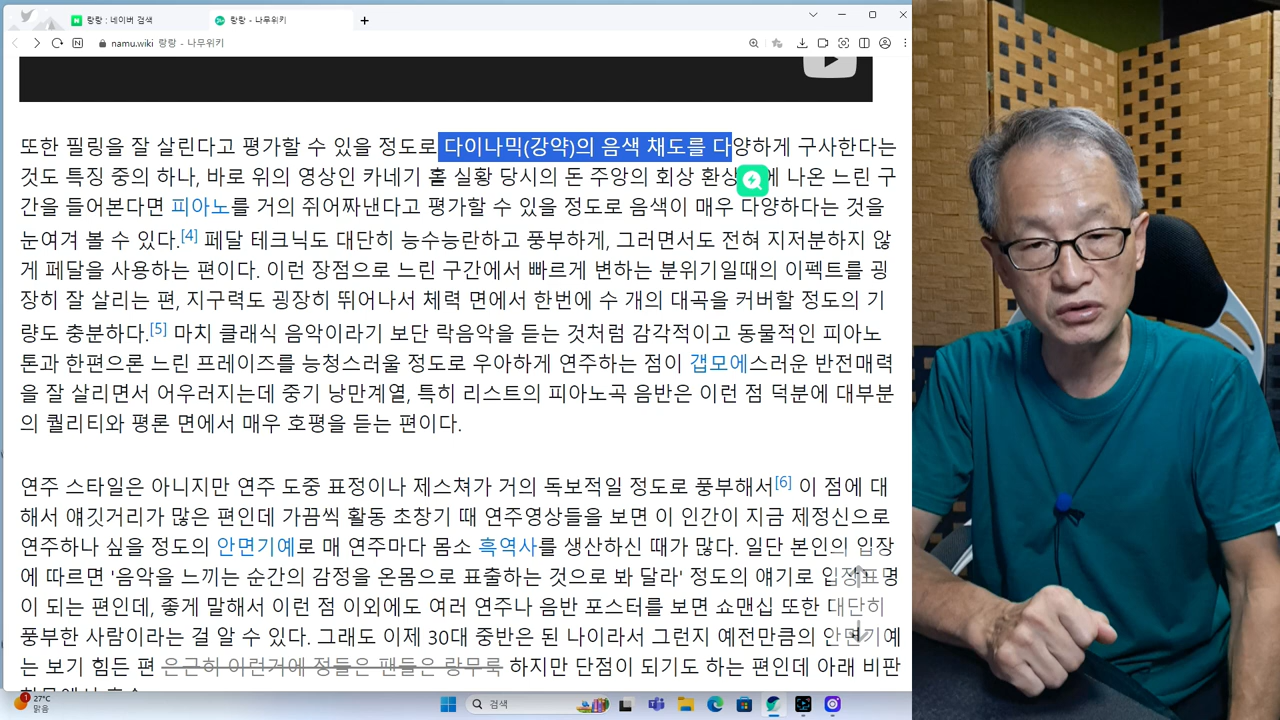 랑랑 : 네이버 검색
랑랑 - 나무위키
namu.wiki 랑랑 - 나무위키
또한 필링을 잘 살린다고 평가할 수 있을 정도로 다이나믹(강약)의 음색 채도를 다양하게 구사한다는
것도 특징 중의 하나, 바로 위의 영상인 카네기 홀 실황 당시의 돈 주앙의 회상 환상 에 나온 느린 구
간을 들어본다면 피아노를 거의 쥐어짜낸다고 평가할 수 있을 정도로 음색이 매우 다양하다는 것을
눈여겨 볼 수 있다.[4] 페달 테크닉도 대단히 능수능란하고 풍부하게, 그러면서도 전혀 지저분하지 않
게 페달을 사용하는 편이다. 이런 장점으로 느린 구간에서 빠르게 변하는 분위기일때의 이펙트를 굉
장히 잘 살리는 편, 지구력도 굉장히 뛰어나서 체력 면에서 한번에 수 개의 대곡을 커버할 정도의 기
량도 충분하다.[5] 마치 클래식 음악이라기 보단 락음악을 듣는 것처럼 감각적이고 동물적인 피아노
톤과 한편으론 느린 프레이즈를 능청스러울 정도로 우아하게 연주하는 점이 갭모에스러운 반전매력
을 잘 살리면서 어우러지는데 중기 낭만계열, 특히 리스트의 피아노곡 음반은 이런 점 덕분에 대부분
의 퀄리티와 평론 면에서 매우 호평을 듣는 편이다.
연주 스타일은 아니지만 연주 도중 표정이나 제스쳐가 거의 독보적일 정도로 풍부해서[6] 이 점에 대
해서 얘깃거리가 많은 편인데 가끔씩 활동 초창기 때 연주영상들을 보면 이 인간이 지금 제정신으로
연주하나 싶을 정도의 안면기예로 매 연주마다 몸소 흑역사를 생산하신 때가 많다. 일단 본인의 입장
에 따르면 '음악을 느끼는 순간의 감정을 온몸으로 표출하는 것으로 봐 달라' 정도의 얘기로 입장표명
이 되는 편인데, 좋게 말해서 이런 점 이외에도 여러 연주나 음반 포스터를 보면 쇼맨십 또한 대단히
풍부한 사람이라는 걸 알 수 있다. 그래도 이제 30대 중반은 된 나이라서 그런지 예전만큼의 안면기예
는 보기 힘든 편 은근히 이런거에 정들은 팬들은 랑무룩 하지만 단점이 되기도 하는 편인데 아래 비판
1
27°C
맑음
검색